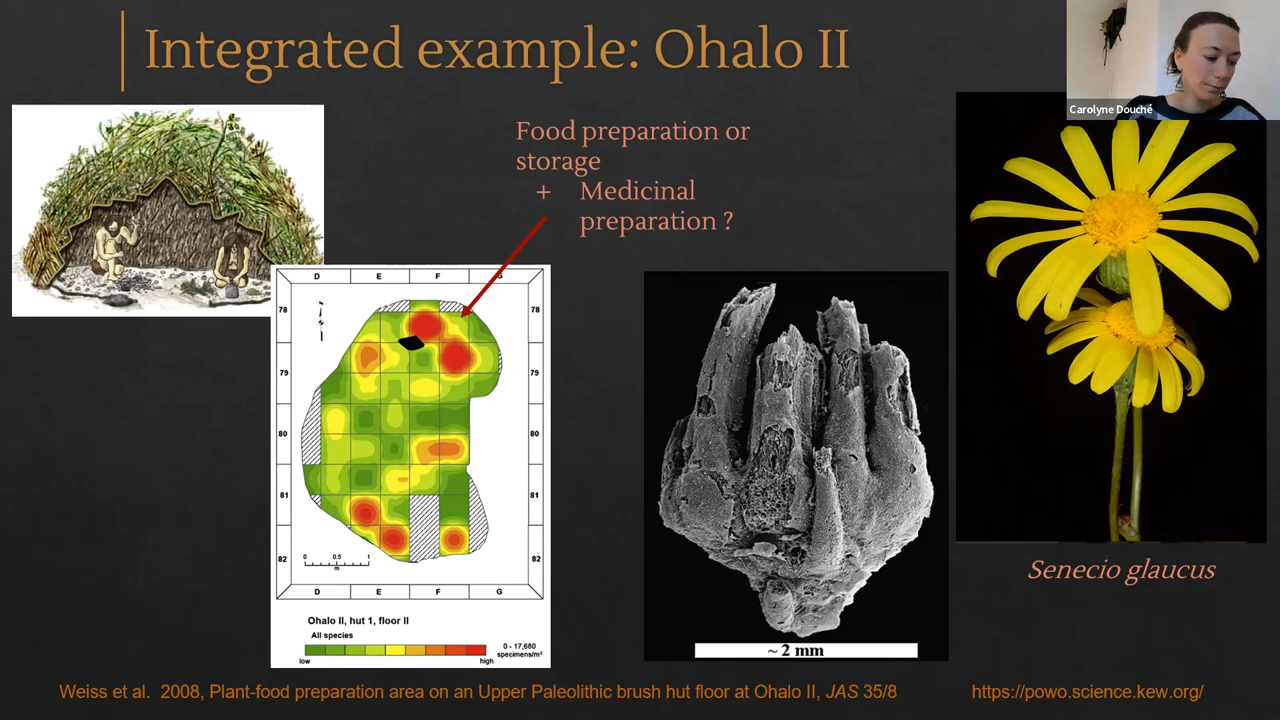 Integrated example: Ohalo II
Carolyne Douché
Food preparation or
storage
+ Medicinal
preparation ?
D E F G
78 78
79 79
80 80
81 81
82 82
0 0.5 1
m
D E F G
Ohalo II, hut 1, floor II
All species
0 - 17,680
specimens/m²
low high
~ 2 mm
Senecio glaucus
Weiss et al. 2008, Plant-food preparation area on an Upper Paleolithic brush hut floor at Ohalo II, JAS 35/8
https://powo.science.kew.org/